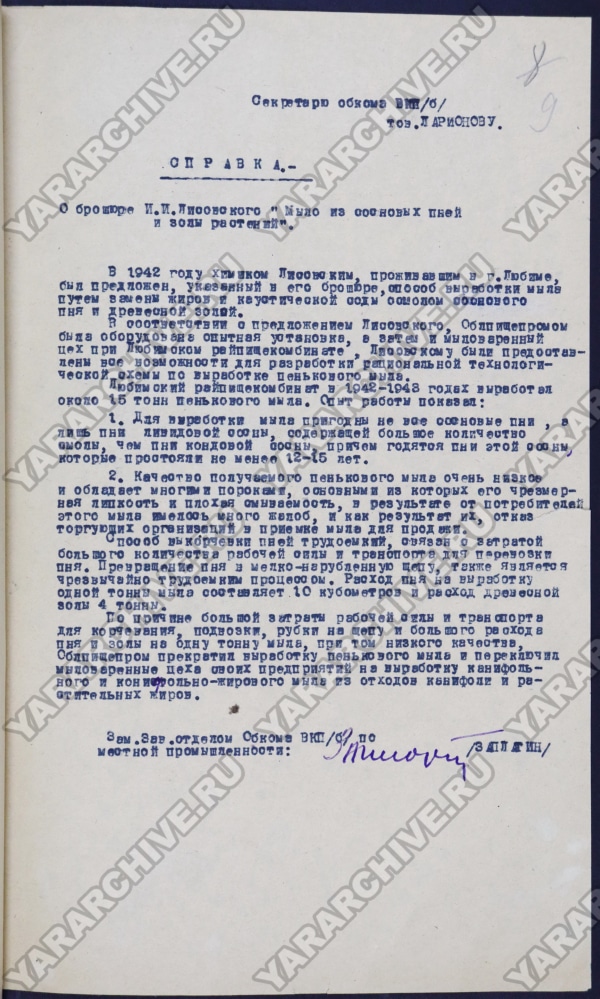 8
9
Секретарю обкома ВКП/б/
тов.ЛАРИОНОВУ.
СПРАВКА.-
О брошюре И.И.Лисовского " Мыло из сосновых пней
и золы растений".
В 1942 году химиком Лисовским, проживавшим в г.Любиме,
был предложен, указанный в его брошюре,способ выработки мыла
путем замены жиров и каустической соды осмолом соснового
пня и древесной золой.
В соответствии с предложением Лисовского, Облпищепромом
была оборудована опытная установка, а затем и мыловаренный
цех при Любимском райпищекомбинате , Лисовскому были предостав-
лены все возможности для разработки рациональной технологи-
ческой схемы по выработке пенькового мыла.
Любимский райпищекомбинат в 1942-1943 годах выработал
около 15 тонн пенькового мыла. Опыт работы показал:
1. Для выработки мыла пригодны не все сосновые пни , а
лишь пни ливидовой сосны, содержащей большое количество
смолы, чем пни кондовой сосны, причем годятся пни этой сосны,
которые простояли не менее 12-15 лет.
2. Качество получаемого пенькового мыла очень низкое
и обладает многими пороками, основными из которых его чрезмер-
ная липкость и плохая смываемость, в результате от потребителей
этого мыла имелось много жалоб, и как результат их, отказ
торгующих организаций в приемке мыла для продажи.
Способ выкорчевки пней трудоемкий, связан с затратой
большого количества рабочей силы и транспорта для перевозки
пня. Превращение пня в мелко-нарубленную щепу, также является
чрезвычайно трудоемким процессом. Расход пня на выработку
одной тонны мыла составляет 10 кубометров и расход древесной
золы 4 тонны.
По причине большой затраты рабочей силы и транспорта
для корчевания, подвозки, рубки на щепу и большого расхода
пня и золы на одну тонну мыла, при том низкого качества,
Облпищепром прекратил выработку пенькового мыла и переключил
мыловаренные цеха своих предприятий на выработку канифоль-
ного и канифольно-жирового мыла из отходов канифоли и ра-
стительных жиров.
Зам.Зав.отделом Обкома ВКП/б/ по
местной промышленности:
/ЗАПЛАТИН/
YARARCHIVE.RU